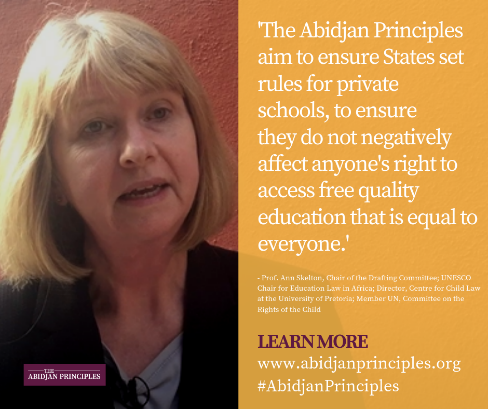 'The Abidjan Principles
aim to ensure States set
rules for private
schools, to ensure
they do not negatively
affect anyone's right to
access free quality
education that is equal to
everyone.'
- Prof. Ann Skelton, Chair of the Drafting Committee; UNESCO
Chair for Education Law in Africa; Director, Centre for Child Law
at the University of Pretoria; Member UN, Committee on the
Rights of the Child
LEARN MORE
www.abidjanprinciples.org
#AbidjanPrinciples
THE
ABIDJAN PRINCIPLES